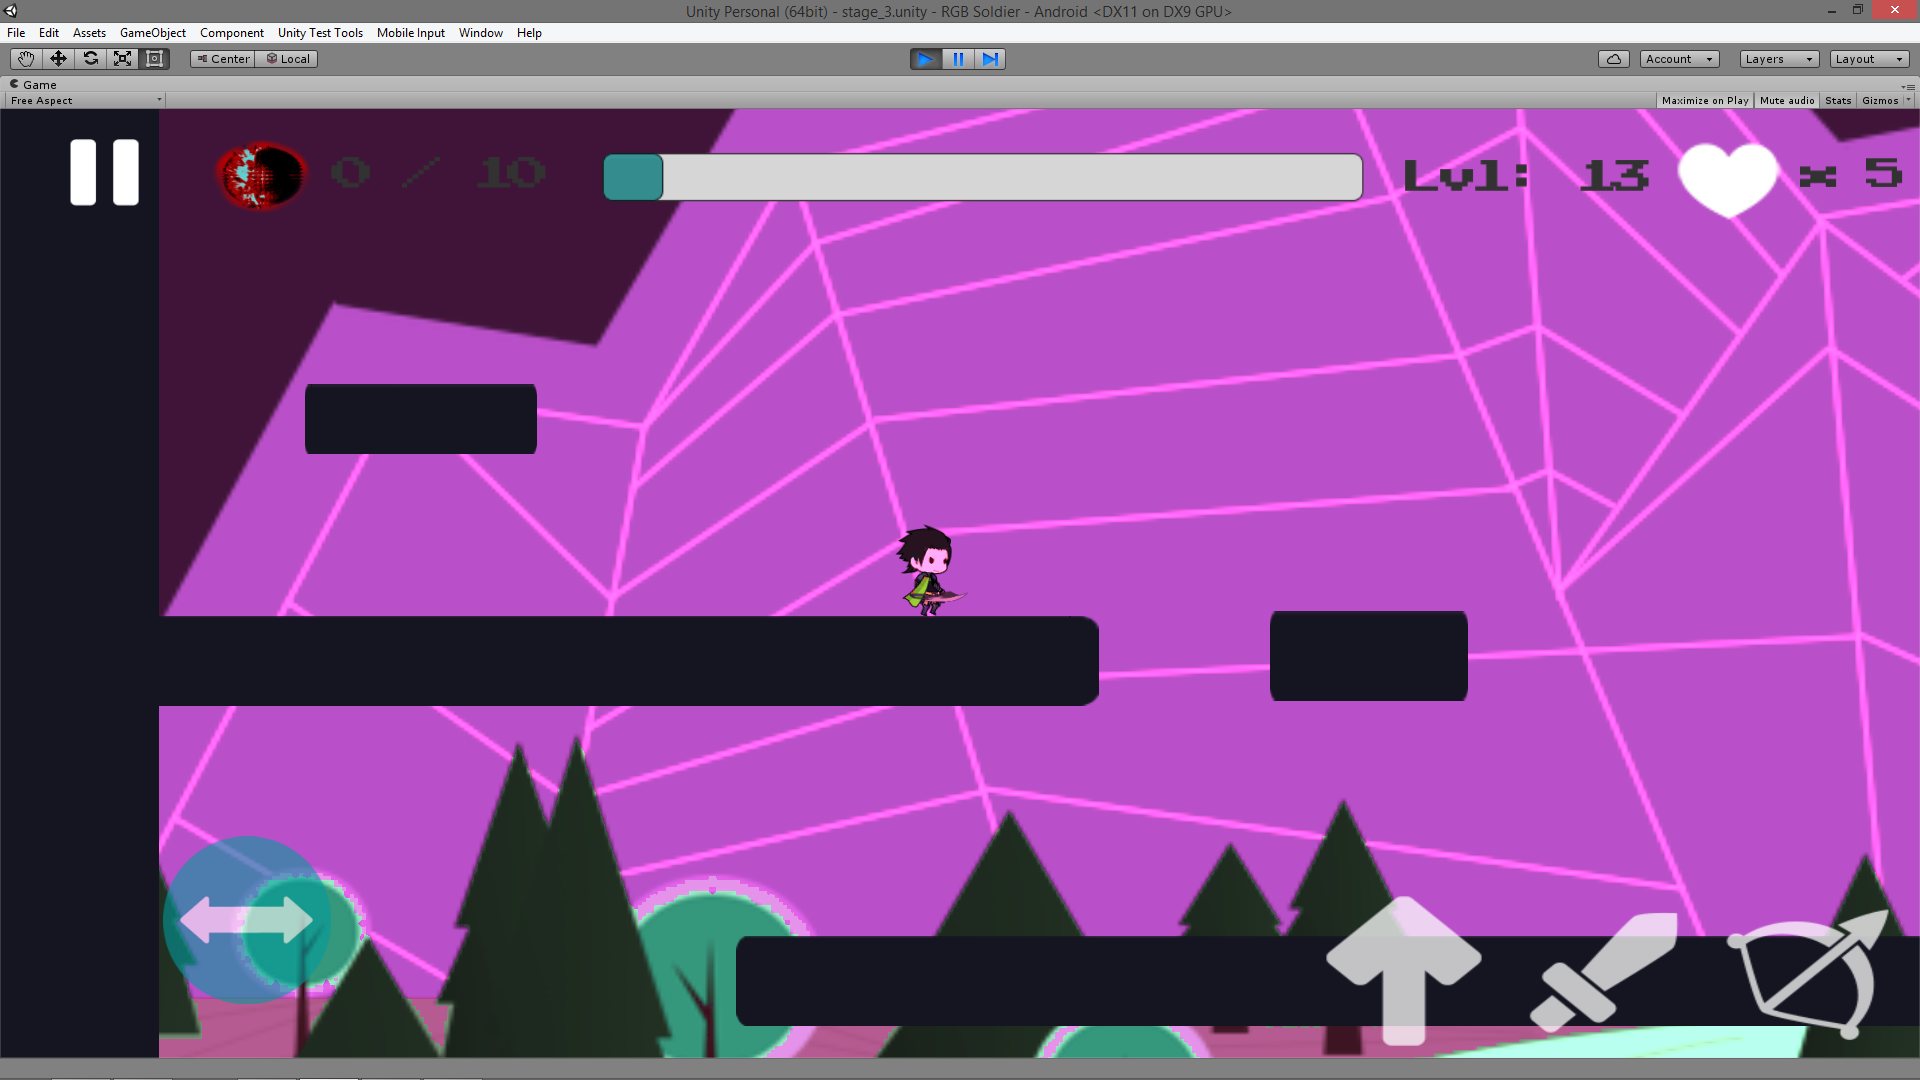 Unity Personal (64bit) - stage_3.unity - RGB Soldier - Android <DX11 on DX9 GPU>
File Edit Assets GameObject Component Unity Test Tools Mobile Input Window Help
Center Local Account Layers Layout
Game
Free Aspect Maximize on Play Mute audio Stats Gizmos
0 / 10 Lvl: 13 x 5